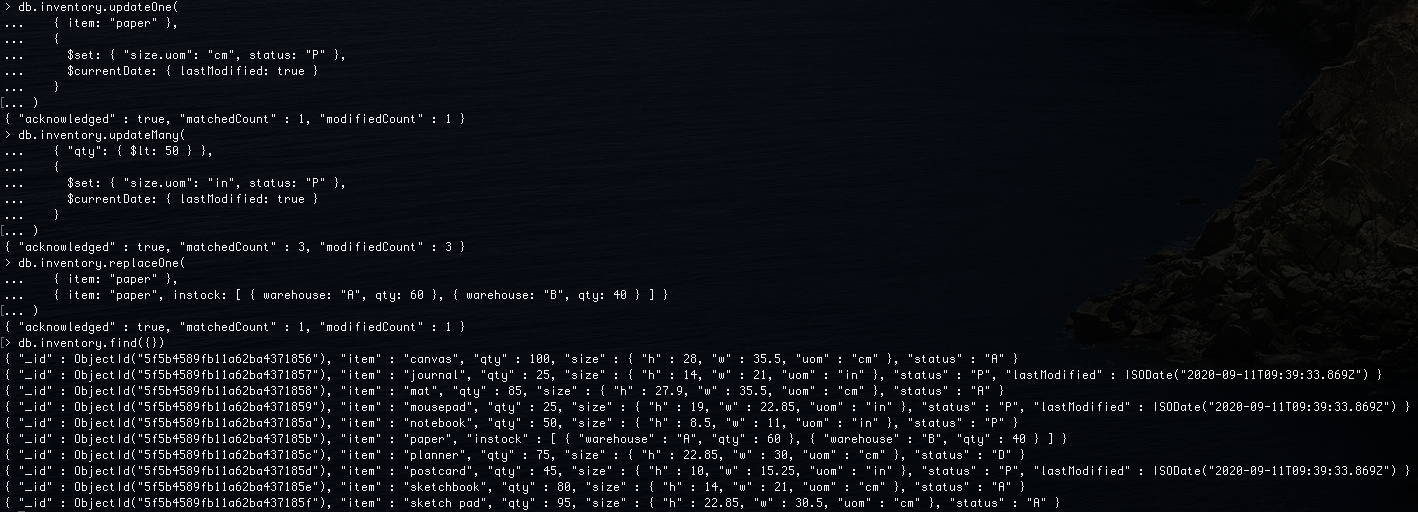 > db.inventory.updateOne(
...    { item: "paper" },
...    {
...      $set: { "size.uom": "cm", status: "P" },
...      $currentDate: { lastModified: true }
...    }
[... )
{ "acknowledged" : true, "matchedCount" : 1, "modifiedCount" : 1 }
> db.inventory.updateMany(
...    { "qty": { $lt: 50 } },
...    {
...      $set: { "size.uom": "in", status: "P" },
...      $currentDate: { lastModified: true }
...    }
[... )
{ "acknowledged" : true, "matchedCount" : 3, "modifiedCount" : 3 }
> db.inventory.replaceOne(
...    { item: "paper" },
...    { item: "paper", instock: [ { warehouse: "A", qty: 60 }, { warehouse: "B", qty: 40 } ] }
[... )
{ "acknowledged" : true, "matchedCount" : 1, "modifiedCount" : 1 }
[> db.inventory.find({})
{ "_id" : ObjectId("5f5b4589fb11a62ba4371856"), "item" : "canvas", "qty" : 100, "size" : { "h" : 28, "w" : 35.5, "uom" : "cm" }, "status" : "A" }
{ "_id" : ObjectId("5f5b4589fb11a62ba4371857"), "item" : "journal", "qty" : 25, "size" : { "h" : 14, "w" : 21, "uom" : "in" }, "status" : "P", "lastModified" : ISODate("2020-09-11T09:39:33.869Z") }
{ "_id" : ObjectId("5f5b4589fb11a62ba4371858"), "item" : "mat", "qty" : 85, "size" : { "h" : 27.9, "w" : 35.5, "uom" : "cm" }, "status" : "A" }
{ "_id" : ObjectId("5f5b4589fb11a62ba4371859"), "item" : "mousepad", "qty" : 25, "size" : { "h" : 19, "w" : 22.85, "uom" : "in" }, "status" : "P", "lastModified" : ISODate("2020-09-11T09:39:33.869Z") }
{ "_id" : ObjectId("5f5b4589fb11a62ba437185a"), "item" : "notebook", "qty" : 50, "size" : { "h" : 8.5, "w" : 11, "uom" : "in" }, "status" : "P" }
{ "_id" : ObjectId("5f5b4589fb11a62ba437185b"), "item" : "paper", "instock" : [ { "warehouse" : "A", "qty" : 60 }, { "warehouse" : "B", "qty" : 40 } ] }
{ "_id" : ObjectId("5f5b4589fb11a62ba437185c"), "item" : "planner", "qty" : 75, "size" : { "h" : 22.85, "w" : 30, "uom" : "cm" }, "status" : "D" }
{ "_id" : ObjectId("5f5b4589fb11a62ba437185d"), "item" : "postcard", "qty" : 45, "size" : { "h" : 10, "w" : 15.25, "uom" : "in" }, "status" : "P", "lastModified" : ISODate("2020-09-11T09:39:33.869Z") }
{ "_id" : ObjectId("5f5b4589fb11a62ba437185e"), "item" : "sketchbook", "qty" : 80, "size" : { "h" : 14, "w" : 21, "uom" : "cm" }, "status" : "A" }
{ "_id" : ObjectId("5f5b4589fb11a62ba437185f"), "item" : "sketch pad", "qty" : 95, "size" : { "h" : 22.85, "w" : 30.5, "uom" : "cm" }, "status" : "A" }